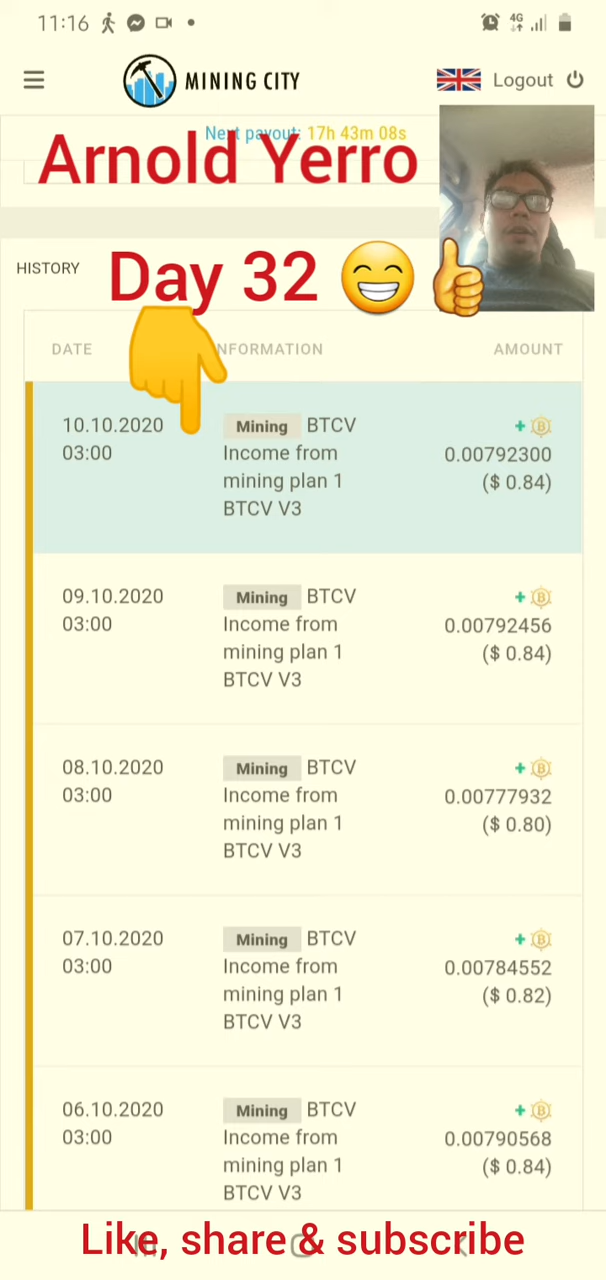 11:16
4G
MINING CITY
Logout
Next payout: 17h 43m 08s
Arnold Yerro
HISTORY
Day 32
DATE
NFORMATION
AMOUNT
10.10.2020
03:00
Mining BTCV
Income from
mining plan 1
BTCV V3
+
0.00792300
($ 0.84)
09.10.2020
03:00
Mining BTCV
Income from
mining plan 1
BTCV V3
+
0.00792456
($ 0.84)
08.10.2020
03:00
Mining BTCV
Income from
mining plan 1
BTCV V3
+
0.00777932
($ 0.80)
07.10.2020
03:00
Mining BTCV
Income from
mining plan 1
BTCV V3
+
0.00784552
($ 0.82)
06.10.2020
03:00
Mining BTCV
Income from
mining plan 1
BTCV V3
+
0.00790568
($ 0.84)
Like, share & subscribe